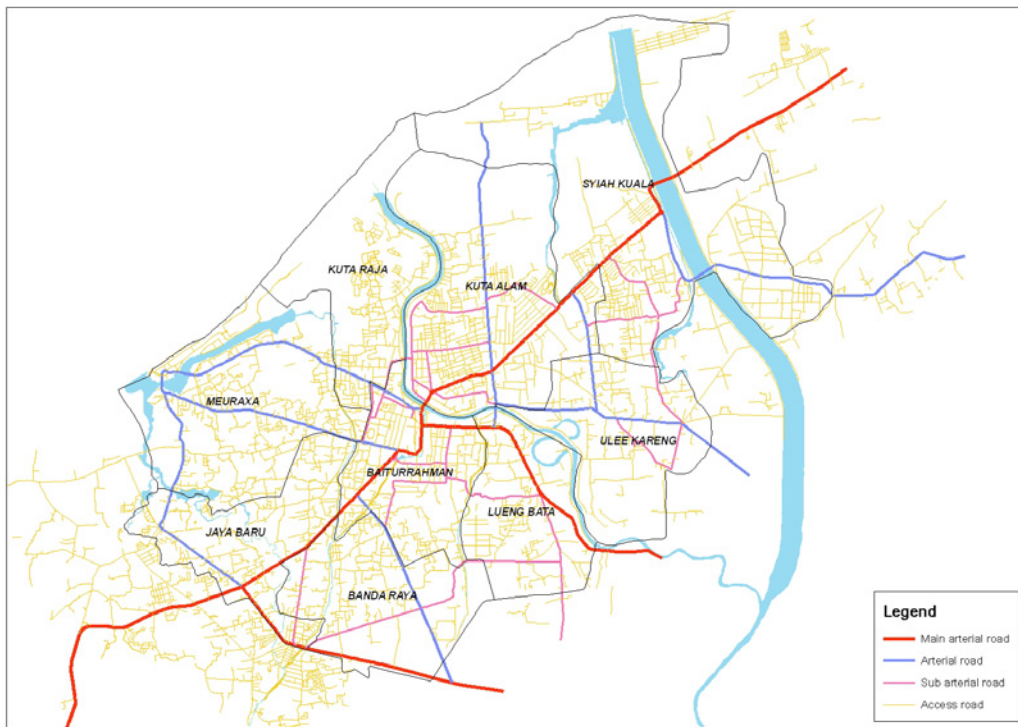 SYIAH KUALA
KUTA RAJA
KUTA ALAM
MEURAXA
ULEE KARENG
BAITURRAHMAN
LUENG BATA
JAYA BARU
BANDA RAYA
Legend
Main arterial road
Arterial road
Sub arterial road
Access road